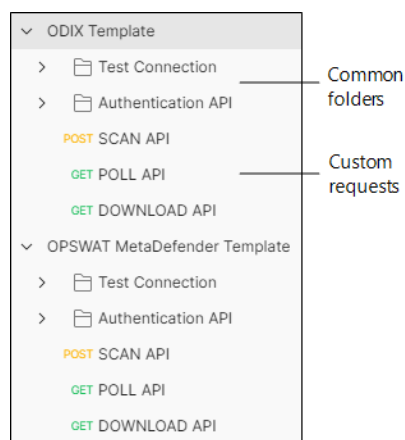 ODIX Template
Test Connection
Authentication API
POST SCAN API
GET POLL API
GET DOWNLOAD API
OPSWAT MetaDefender Template
Test Connection
Authentication API
POST SCAN API
GET POLL API
GET DOWNLOAD API
Common
folders
Custom
requests